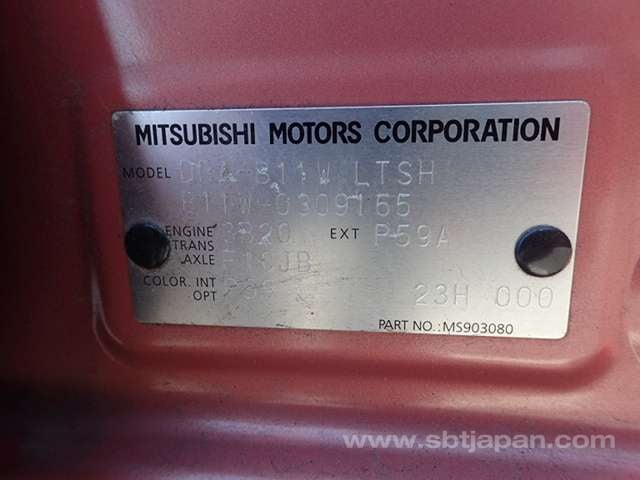 MITSUBISHI MOTORS CORPORATION
MODEL DBA-B11W LTSH
B11W-0309165
ENGINE 3B20 EXT P59A
TRANS
AXLE F1CJB
COLOR. INT
OPT 23H 000
PART NO.:MS903080
www.sbtjapan.com